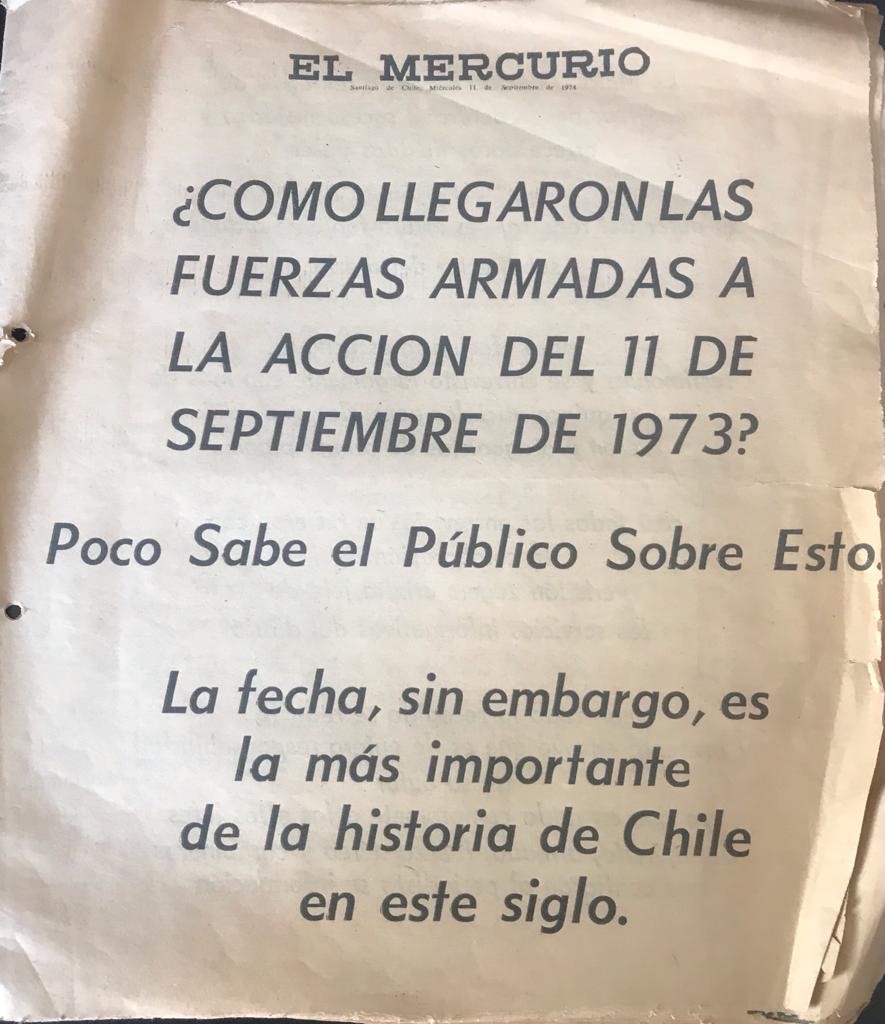 EL MERCURIO
Santiago de Chile, Miércoles 11 de Septiembre de 1974
¿COMO LLEGARON LAS
FUERZAS ARMADAS A
LA ACCION DEL 11 DE
SEPTIEMBRE DE 1973?
Poco Sabe el Público Sobre Esto.
La fecha, sin embargo, es
la más importante
de la historia de Chile
en este siglo.